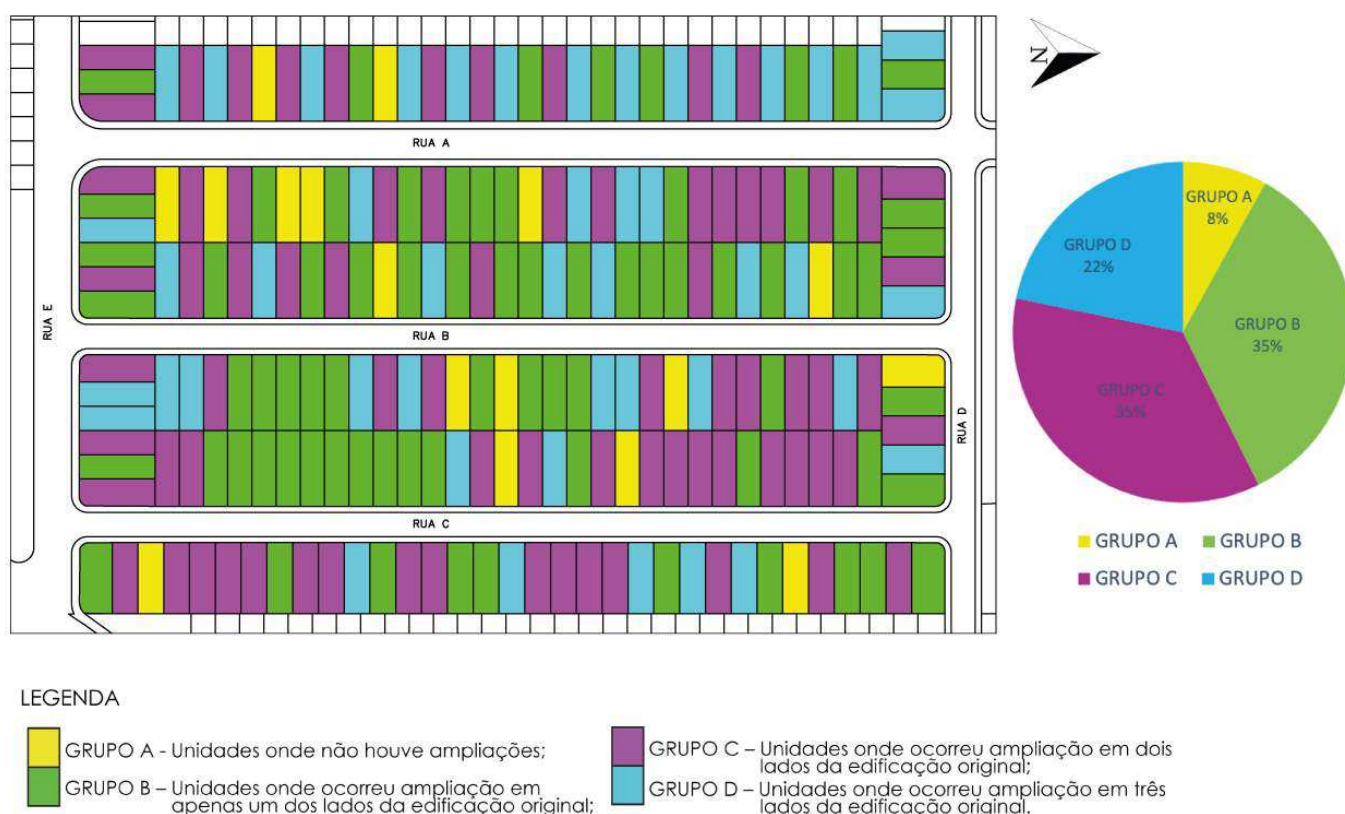 N
RUA A
RUA B
RUA C
RUA E
RUA D
GRUPO A
8%
GRUPO D
22%
GRUPO B
35%
GRUPO C
35%
GRUPO A
GRUPO B
GRUPO C
GRUPO D
LEGENDA
GRUPO A - Unidades onde não houve ampliações;
GRUPO B – Unidades onde ocorreu ampliação em
apenas um dos lados da edificação original;
GRUPO C – Unidades onde ocorreu ampliação em dois
lados da edificação original;
GRUPO D – Unidades onde ocorreu ampliação em três
lados da edificação original.